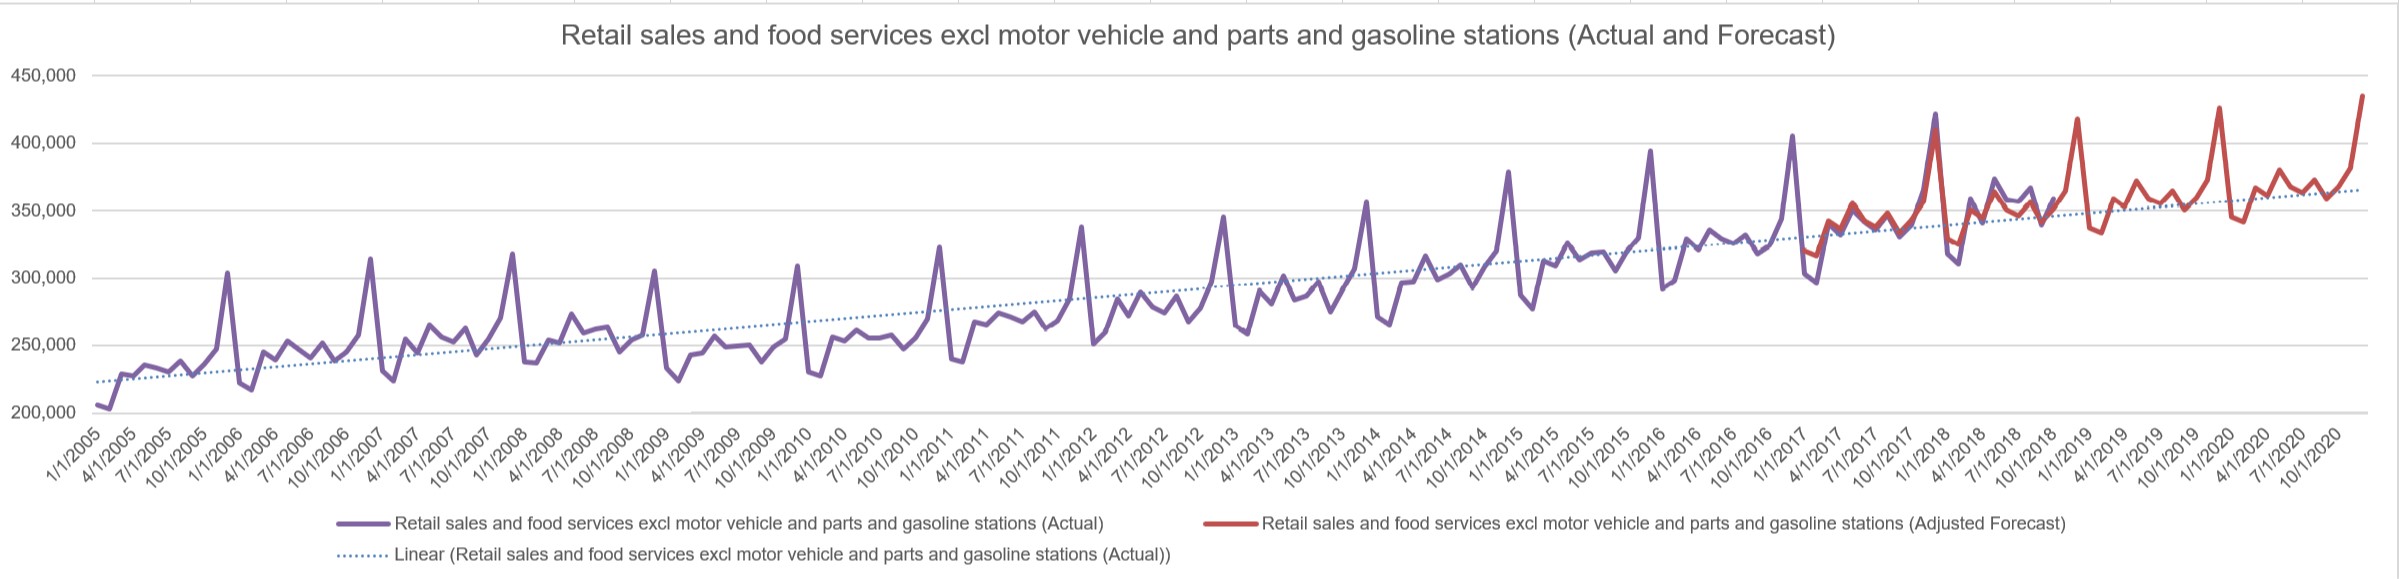 Retail sales and food services excl motor vehicle and parts and gasoline stations (Actual and Forecast)
450,000
400,000
350,000
300,000
250,000
200,000
1/1/2005 4/1/2005 7/1/2005 10/1/2005 1/1/2006 4/1/2006 7/1/2006 10/1/2006 1/1/2007 4/1/2007 7/1/2007 10/1/2007 1/1/2008 4/1/2008 7/1/2008 10/1/2008 1/1/2009 4/1/2009 7/1/2009 10/1/2009 1/1/2010 4/1/2010 7/1/2010 10/1/2010 1/1/2011 4/1/2011 7/1/2011 10/1/2011 1/1/2012 4/1/2012 7/1/2012 10/1/2012 1/1/2013 4/1/2013 7/1/2013 10/1/2013 1/1/2014 4/1/2014 7/1/2014 10/1/2014 1/1/2015 4/1/2015 7/1/2015 10/1/2015 1/1/2016 4/1/2016 7/1/2016 10/1/2016 1/1/2017 4/1/2017 7/1/2017 10/1/2017 1/1/2018 4/1/2018 7/1/2018 10/1/2018 1/1/2019 4/1/2019 7/1/2019 10/1/2019 1/1/2020 4/1/2020 7/1/2020 10/1/2020
Retail sales and food services excl motor vehicle and parts and gasoline stations (Actual)
Retail sales and food services excl motor vehicle and parts and gasoline stations (Adjusted Forecast)
Linear (Retail sales and food services excl motor vehicle and parts and gasoline stations (Actual))